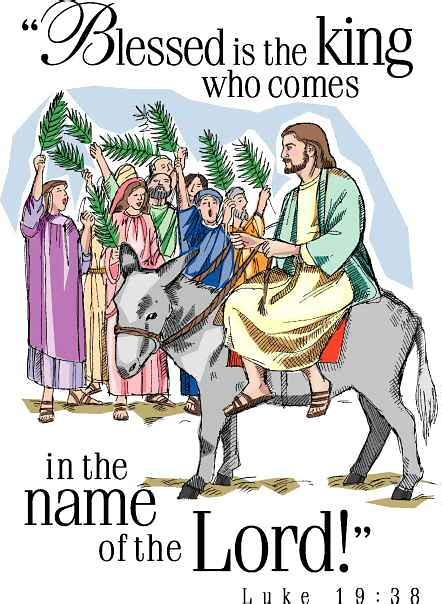 “Blessed is the king
who comes
in the
name
of the Lord!”
Luke 19:38